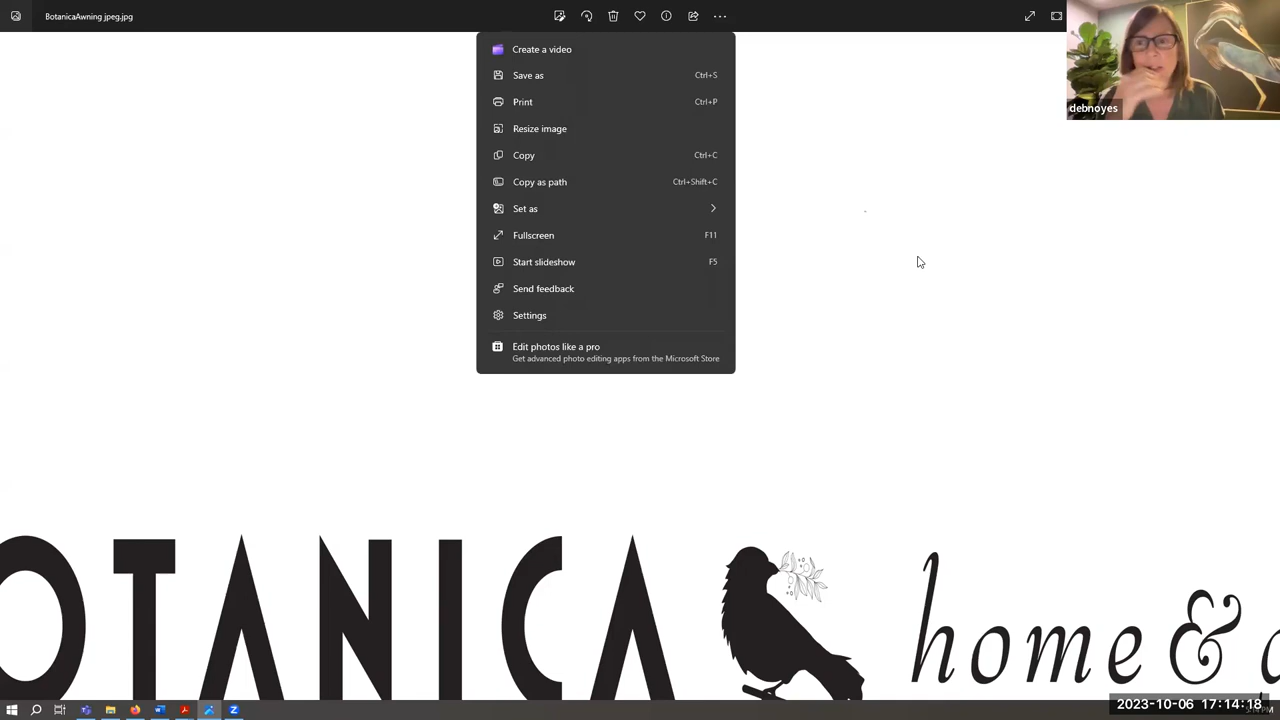 BotanicaAwning jpeg.jpg
debnoyes
Create a video
Save as Ctrl+S
Print Ctrl+P
Resize image
Copy Ctrl+C
Copy as path Ctrl+Shift+C
Set as
Fullscreen F11
Start slideshow F5
Send feedback
Settings
Edit photos like a pro
Get advanced photo editing apps from the Microsoft Store
OTANICA home &
2023-10-06 17:14:18